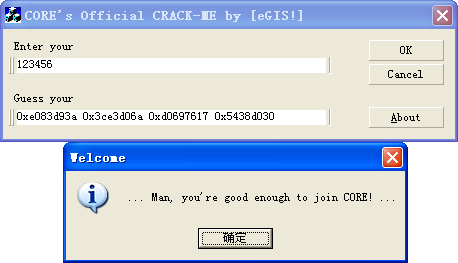 CORE's Official CRACK-ME by [eGIS!]
Enter your
123456
OK
Cancel
Guess your
0xe083d93a 0x3ce3d06a 0xd0697617 0x5438d030
About
Welcome
... Man, you're good enough to join CORE! ...
确定